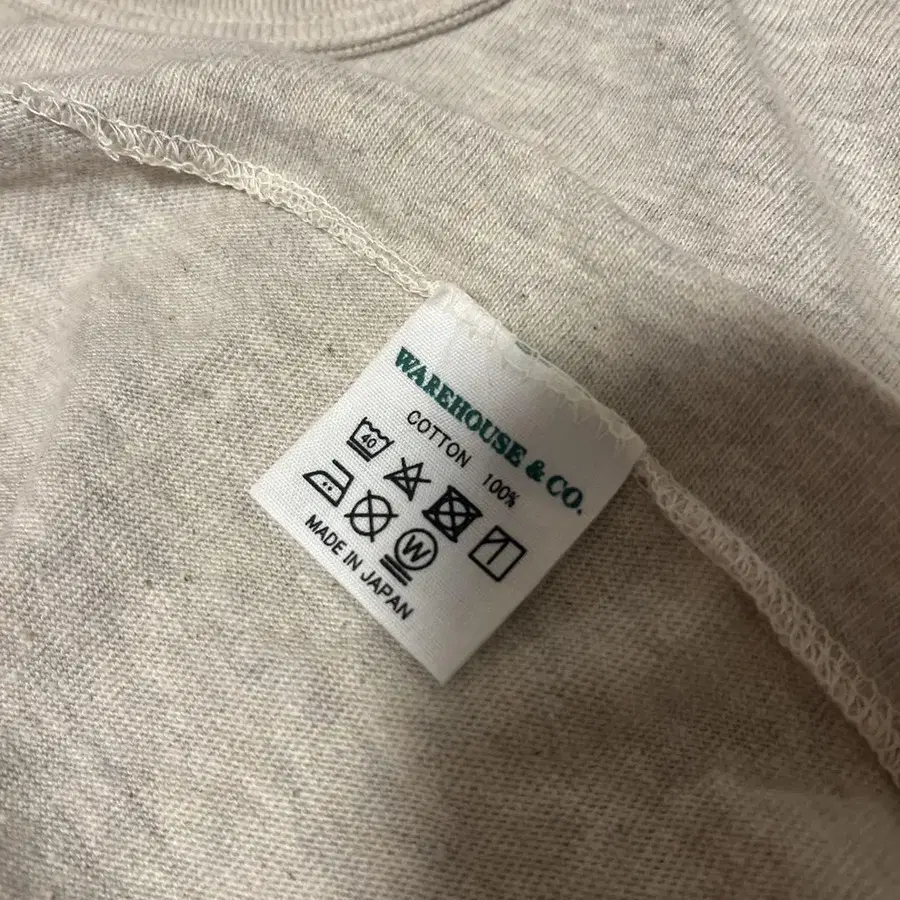 WAREHOUSE & CO.
COTTON 100%
40
W
MADE IN JAPAN